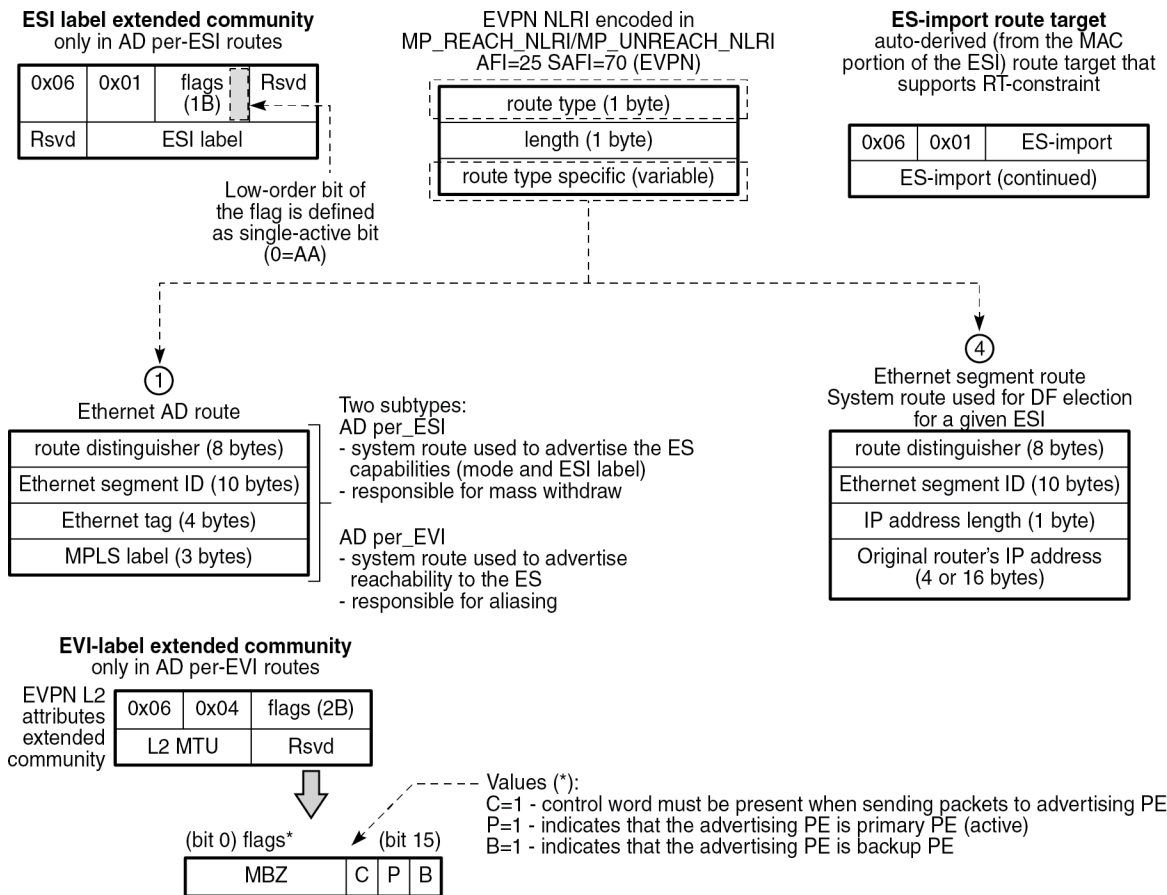 ESI label extended community
only in AD per-ESI routes
0x06 0x01 flags (1B) Rsvd
Rsvd ESI label
Low-order bit of
the flag is defined
as single-active bit
(0=AA)
EVPN NLRI encoded in
MP_REACH_NLRI/MP_UNREACH_NLRI
AFI=25 SAFI=70 (EVPN)
route type (1 byte)
length (1 byte)
route type specific (variable)
ES-import route target
auto-derived (from the MAC
portion of the ESI) route target that
supports RT-constraint
0x06 0x01 ES-import
ES-import (continued)
1
Ethernet AD route
route distinguisher (8 bytes)
Ethernet segment ID (10 bytes)
Ethernet tag (4 bytes)
MPLS label (3 bytes)
Two subtypes:
AD per_ESI
- system route used to advertise the ES
capabilities (mode and ESI label)
- responsible for mass withdraw
AD per_EVI
- system route used to advertise
reachability to the ES
- responsible for aliasing
4
Ethernet segment route
System route used for DF election
for a given ESI
route distinguisher (8 bytes)
Ethernet segment ID (10 bytes)
IP address length (1 byte)
Original router's IP address
(4 or 16 bytes)
EVI-label extended community
only in AD per-EVI routes
EVPN L2
attributes
extended
community
0x06 0x04 flags (2B)
L2 MTU Rsvd
(bit 0) flags* (bit 15)
MBZ C P B
Values (*):
C=1 - control word must be present when sending packets to advertising PE
P=1 - indicates that the advertising PE is primary PE (active)
B=1 - indicates that the advertising PE is backup PE